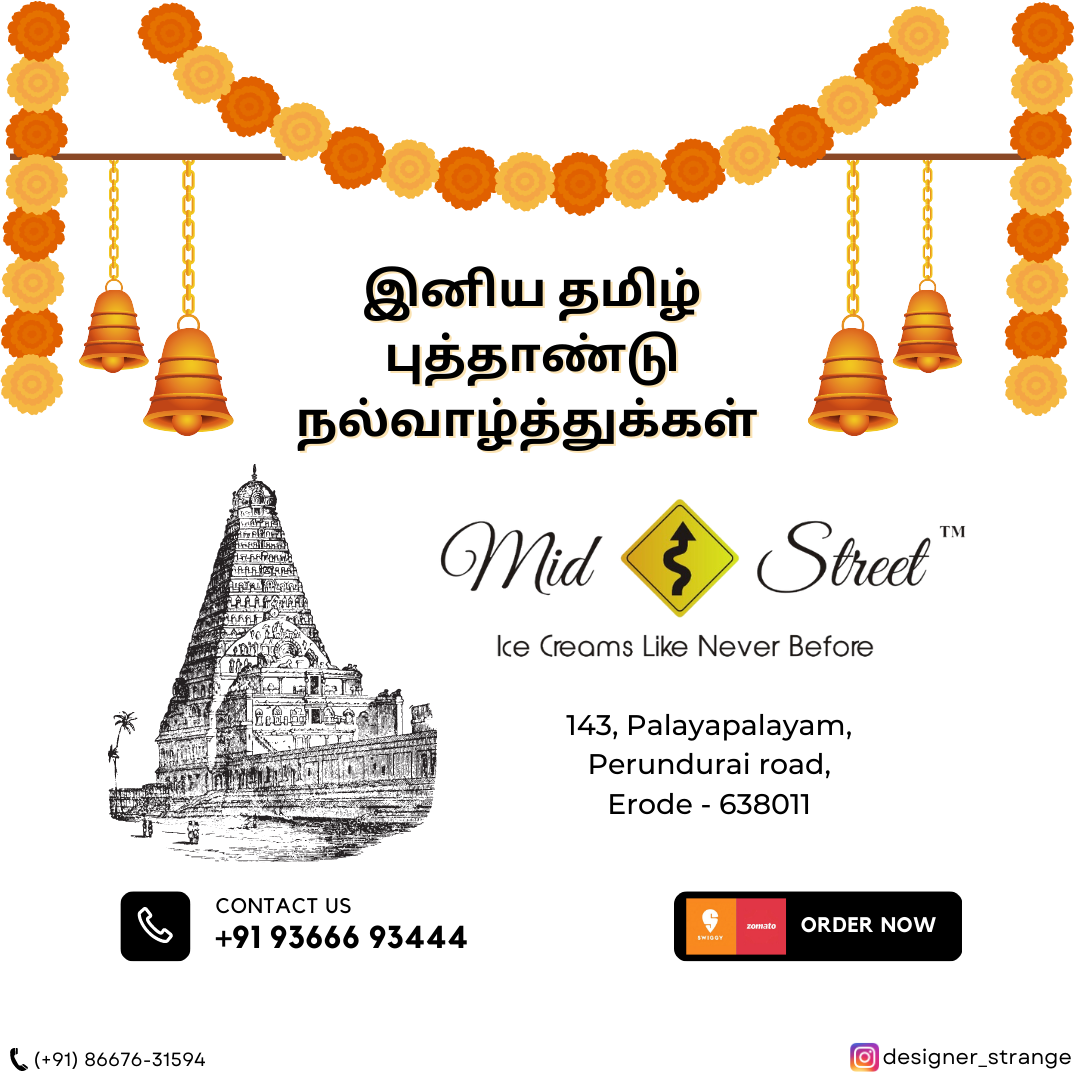 இனிய தமிழ்
புத்தாண்டு
நல்வாழ்த்துக்கள்
Mid Street™
Ice Creams Like Never Before
143, Palayapalayam,
Perundurai road,
Erode - 638011
CONTACT US
+91 93666 93444
SWIGGY zomato ORDER NOW
(+91) 86676-31594
designer_strange